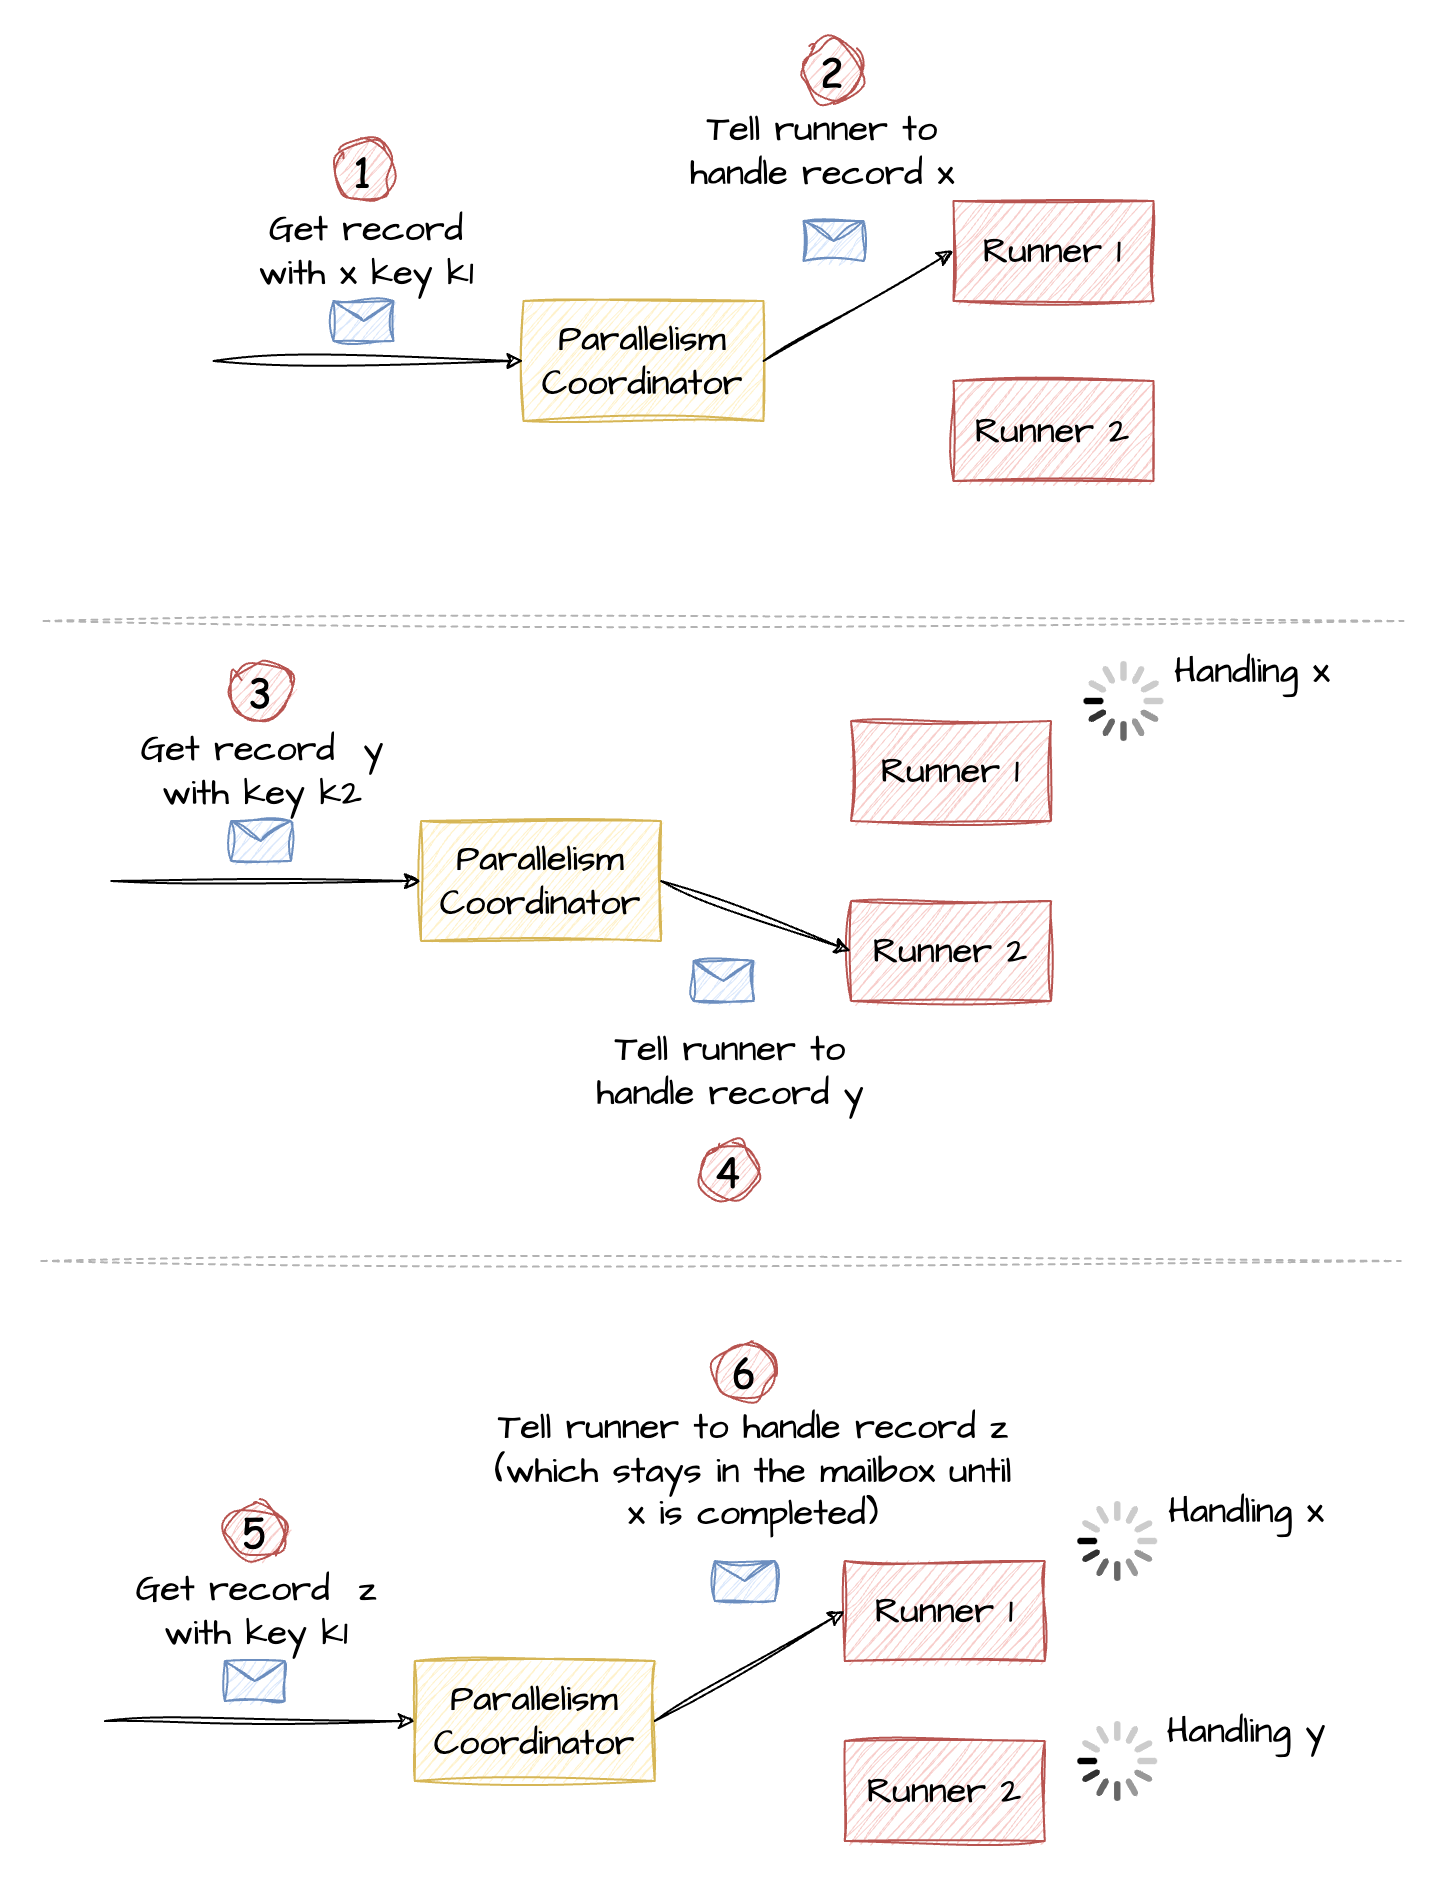 1
Get record
with x key k1
2
Tell runner to
handle record x
Parallelism
Coordinator
Runner 1
Runner 2
3
Get record y
with key k2
Parallelism
Coordinator
Handling x
Runner 1
Runner 2
Tell runner to
handle record y
4
5
Get record z
with key k1
Parallelism
Coordinator
6
Tell runner to handle record z
(which stays in the mailbox until
x is completed)
Handling x
Runner 1
Handling y
Runner 2